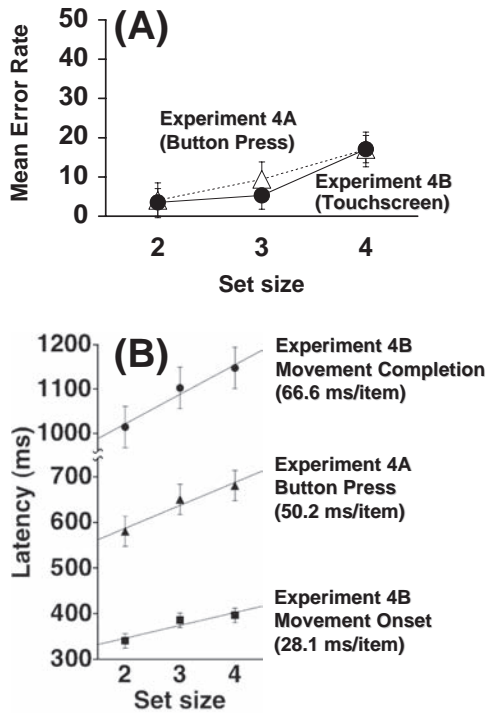 (A)
Mean Error Rate
50
40
30
20
10
0
Experiment 4A
(Button Press)
Experiment 4B
(Touchscreen)
2 3 4
Set size
(B)
Latency (ms)
1200
1100
1000
700
600
500
400
300
Experiment 4B
Movement Completion
(66.6 ms/item)
Experiment 4A
Button Press
(50.2 ms/item)
Experiment 4B
Movement Onset
(28.1 ms/item)
2 3 4
Set size